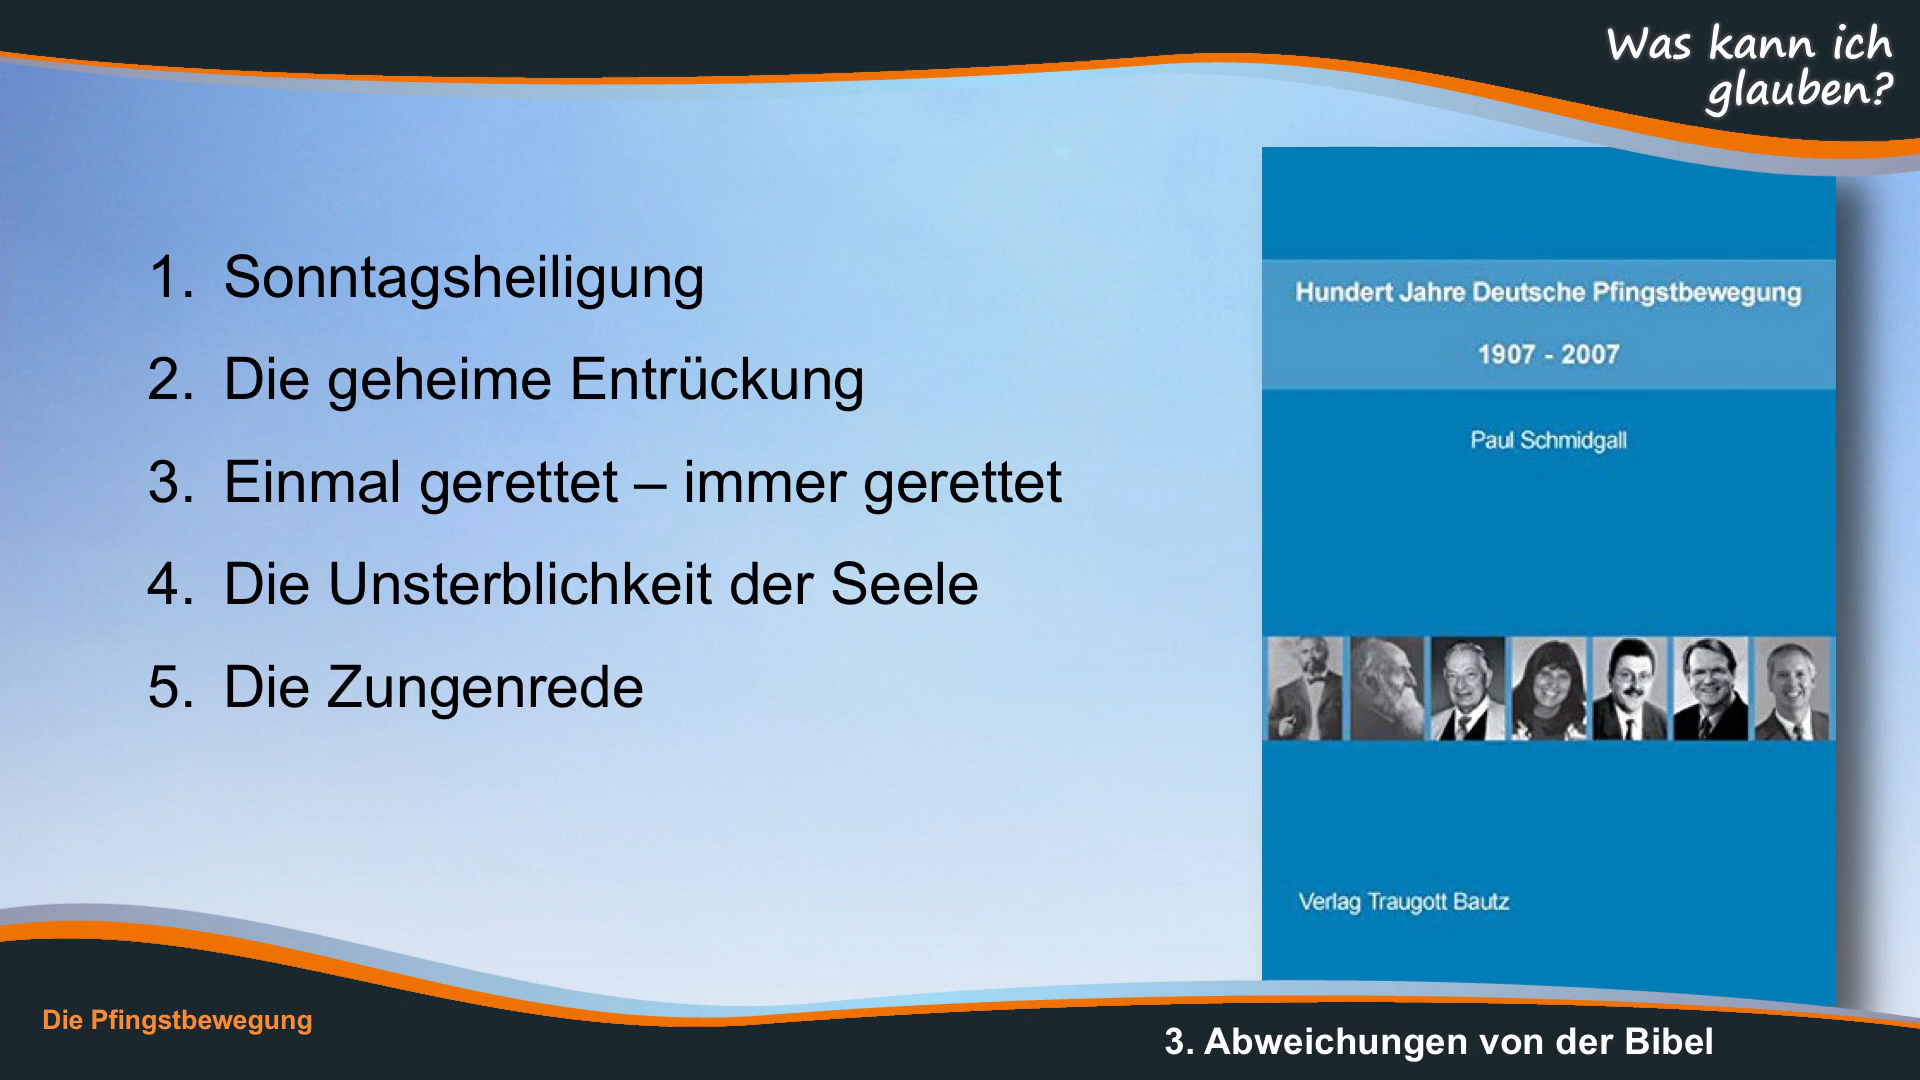 Was kann ich
glauben?
1. Sonntagsheiligung
2. Die geheime Entrückung
3. Einmal gerettet – immer gerettet
4. Die Unsterblichkeit der Seele
5. Die Zungenrede
Hundert Jahre Deutsche Pfingstbewegung
1907 - 2007
Paul Schmidgall
Verlag Traugott Bautz
Die Pfingstbewegung
3. Abweichungen von der Bibel